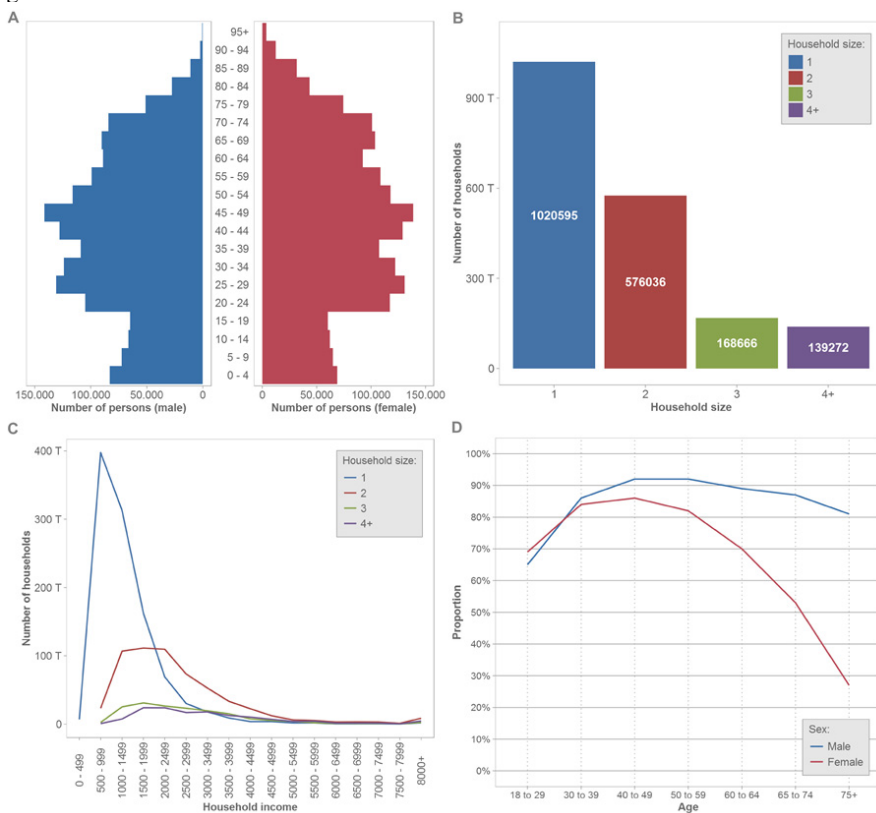 A
95+
90 - 94
85 - 89
80 - 84
75 - 79
70 - 74
65 - 69
60 - 64
55 - 59
50 - 54
45 - 49
40 - 44
35 - 39
30 - 34
25 - 29
20 - 24
15 - 19
10 - 14
5 - 9
0 - 4
150.000 100.000 50.000 0
0 50.000 100.000 150.000
Number of persons (male)
Number of persons (female)
B
Household size:
1
2
3
4+
Number of households
900 T
600 T
300 T
0
1020595
576036
168666
139272
1 2 3 4+
Household size
C
Household size:
1
2
3
4+
Number of households
400 T
300 T
200 T
100 T
0
0 - 499
500 - 999
1000 - 1499
1500 - 1999
2000 - 2499
2500 - 2999
3000 - 3499
3500 - 3999
4000 - 4499
4500 - 4999
5000 - 5499
5500 - 5999
6000 - 6499
6500 - 6999
7000 - 7499
7500 - 7999
8000+
Household income
D
Proportion
100%
90%
80%
70%
60%
50%
40%
30%
20%
10%
0%
Sex:
Male
Female
18 to 29 30 to 39 40 to 49 50 to 59 60 to 64 65 to 74 75+
Age